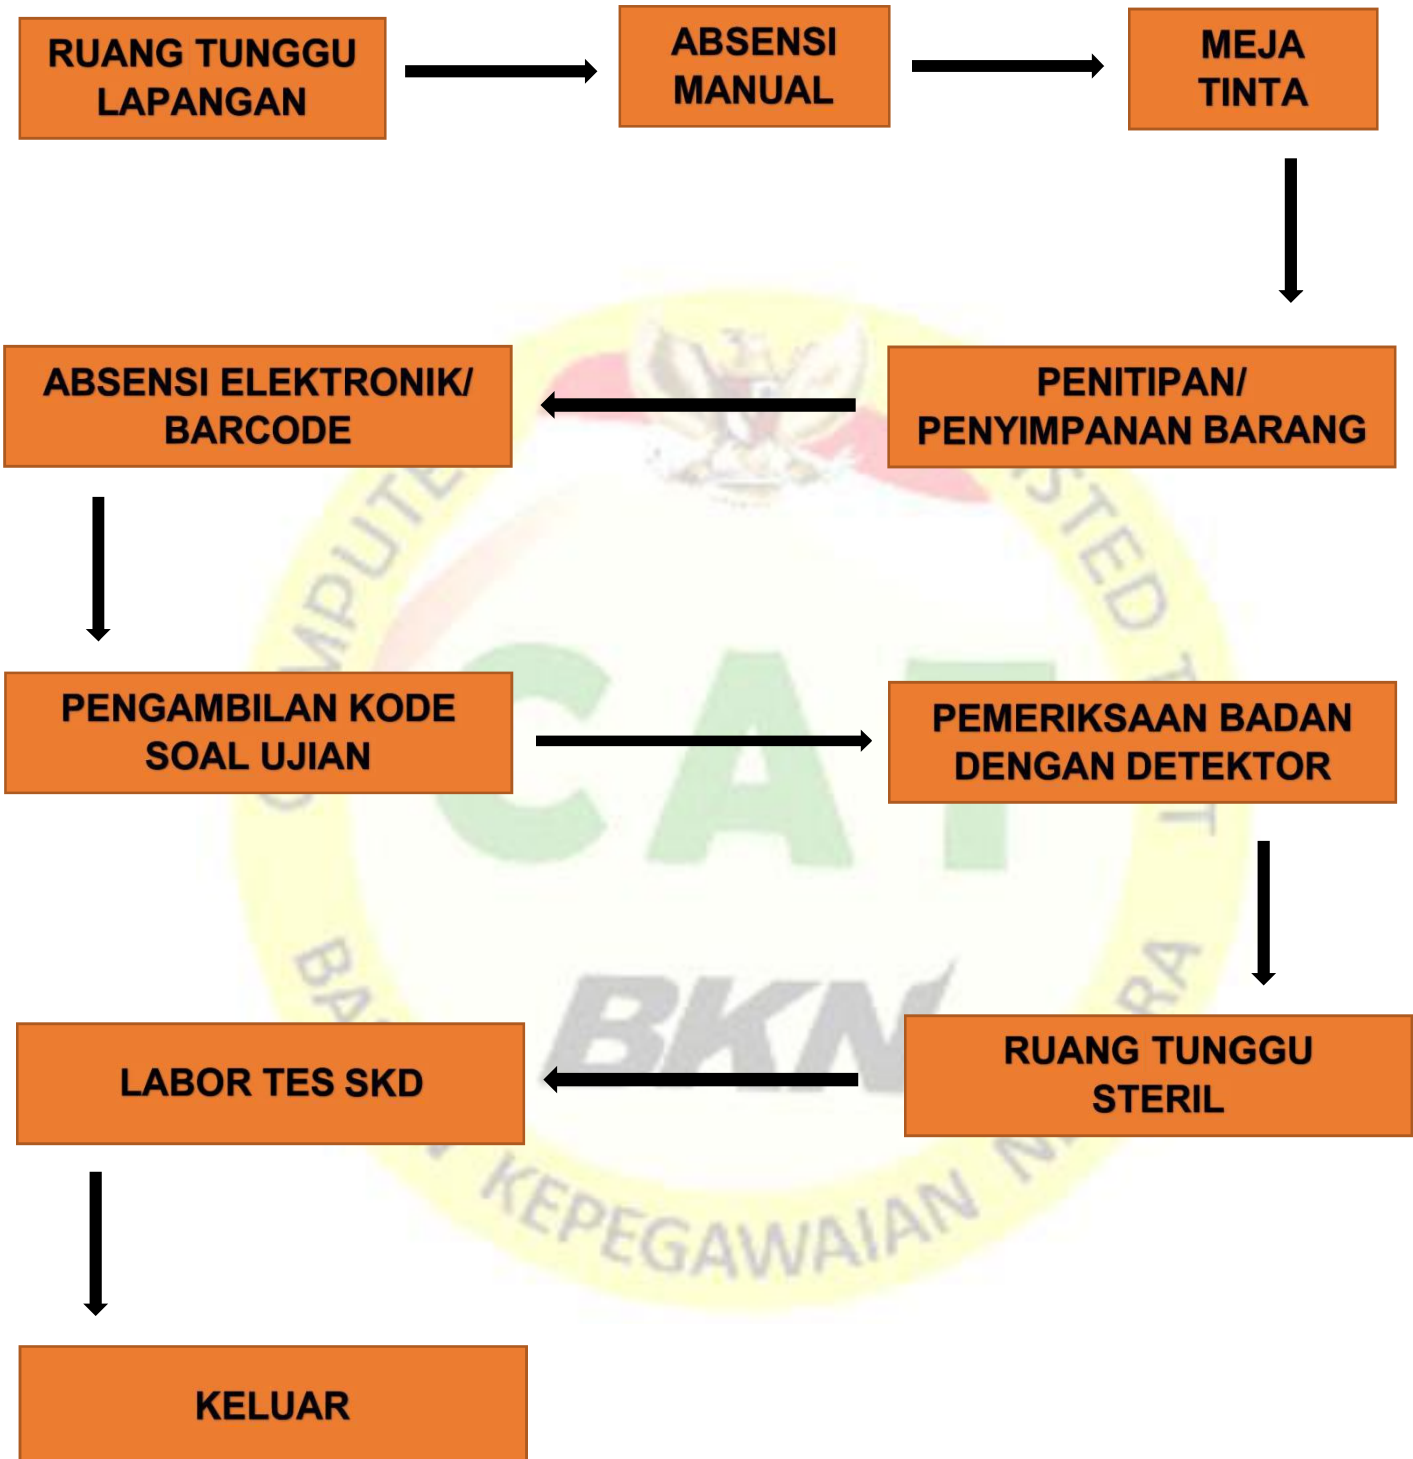 RUANG TUNGGU
LAPANGAN
ABSENSI
MANUAL
MEJA
TINTA
PENITIPAN/
PENYIMPANAN BARANG
ABSENSI ELEKTRONIK/
BARCODE
PENGAMBILAN KODE
SOAL UJIAN
PEMERIKSAAN BADAN
DENGAN DETEKTOR
RUANG TUNGGU
STERIL
LABOR TES SKD
KELUAR
CAT
BKN
KEPEGAWAIAN